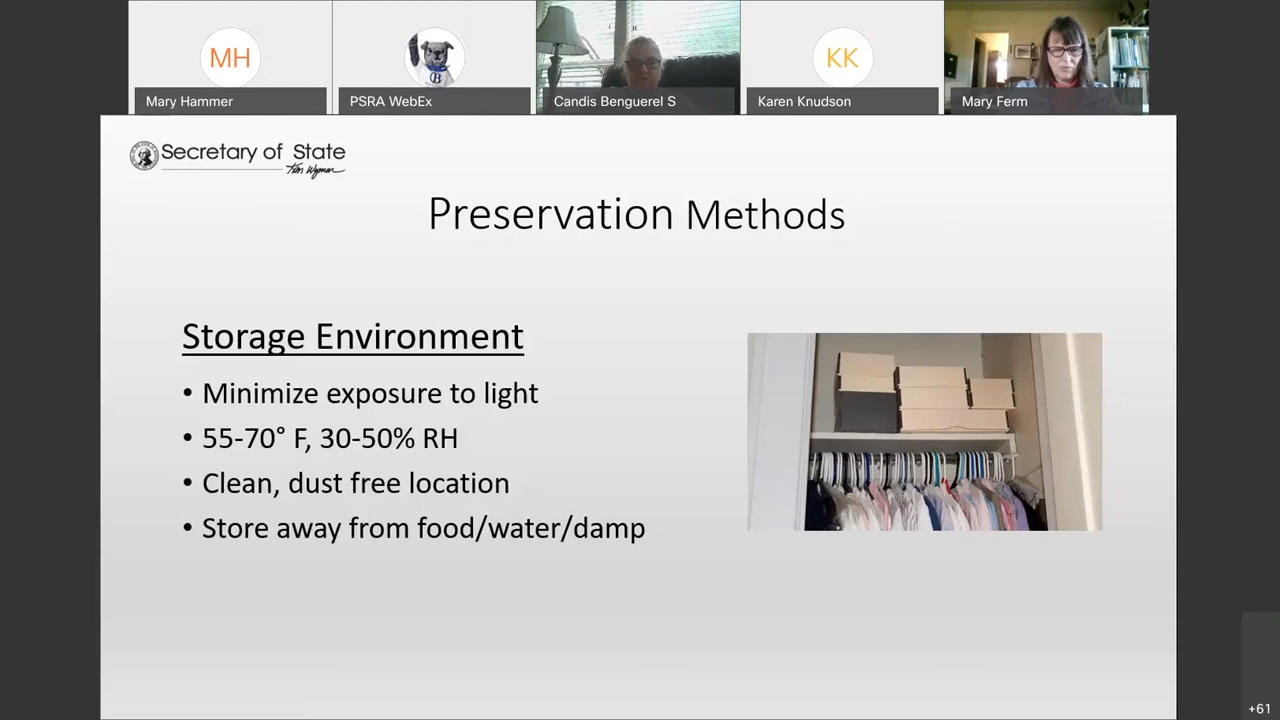 MH
KK
Mary Hammer
PSRA WebEx
Candis Benguerel S
Karen Knudson
Mary Ferm
Secretary of State
Kim Wyman
Preservation Methods
Storage Environment
• Minimize exposure to light
• 55-70° F, 30-50% RH
• Clean, dust free location
• Store away from food/water/damp
+61